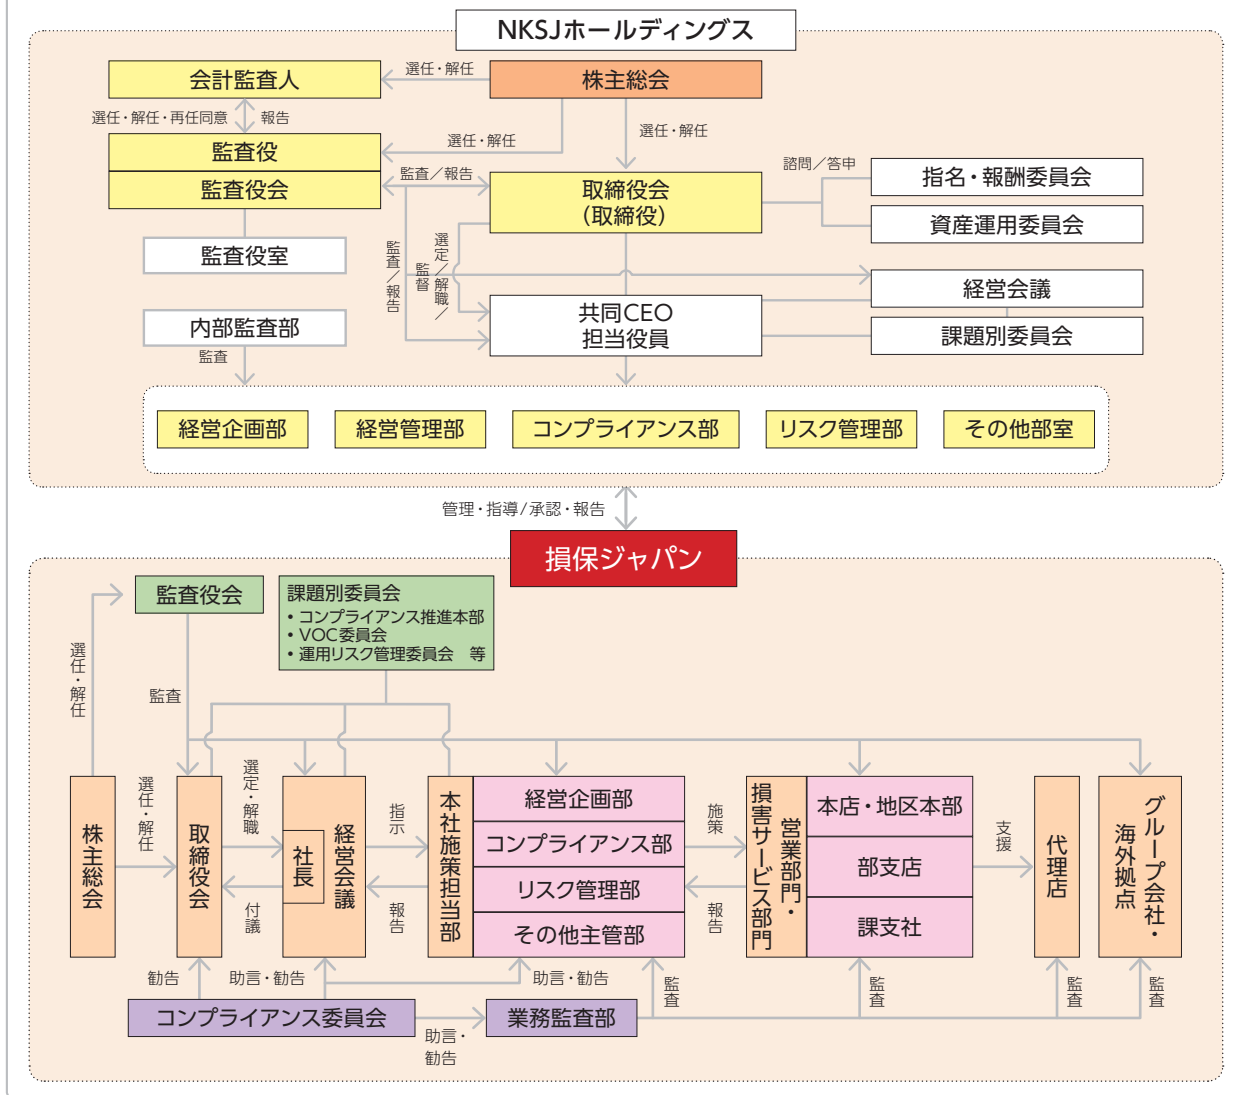 NKSJホールディングス
会計監査人
選任・解任
株主総会
選任・解任・再任同意
報告
選任・解任
選任・解任
監査役
監査役会
監査／報告
取締役会
（取締役）
諮問／答申
指名・報酬委員会
資産運用委員会
監査役室
監査／報告
選定／解職／
監督
経営会議
共同CEO
担当役員
課題別委員会
内部監査部
監査
経営企画部
経営管理部
コンプライアンス部
リスク管理部
その他部室
管理・指導/承認・報告
損保ジャパン
監査役会
課題別委員会
・コンプライアンス推進本部
・VOC委員会
・運用リスク管理委員会　等
選任・解任
監査
株主総会
選任・解任
取締役会
選定・解職
付議
社長
経営会議
指示
報告
本社施策担当部
経営企画部
コンプライアンス部
リスク管理部
その他主管部
施策
報告
営業部門・
損害サービス部門
本店・地区本部
部支店
課支社
支援
代理店
グループ会社・
海外拠点
勧告
助言・勧告
助言・勧告
監査
監査
監査
監査
コンプライアンス委員会
助言・
勧告
業務監査部